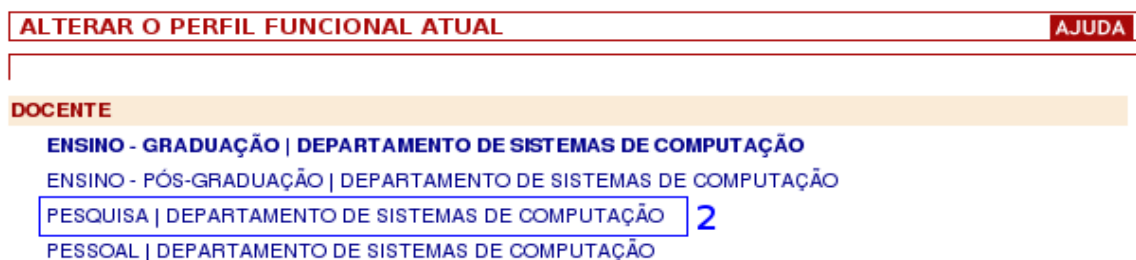 ALTERAR O PERFIL FUNCIONAL ATUAL AJUDA
DOCENTE
ENSINO - GRADUAÇÃO | DEPARTAMENTO DE SISTEMAS DE COMPUTAÇÃO
ENSINO - PÓS-GRADUAÇÃO | DEPARTAMENTO DE SISTEMAS DE COMPUTAÇÃO
PESQUISA | DEPARTAMENTO DE SISTEMAS DE COMPUTAÇÃO 2
PESSOAL | DEPARTAMENTO DE SISTEMAS DE COMPUTAÇÃO